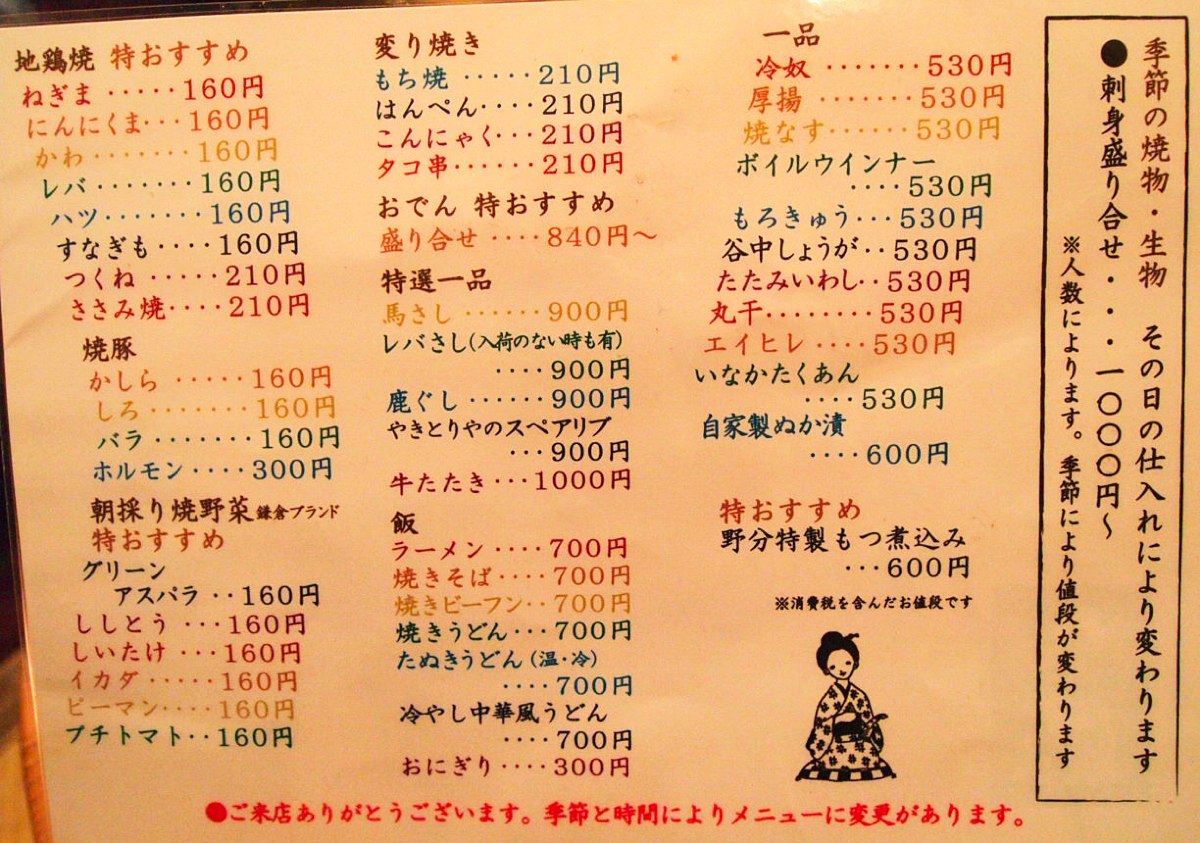 地鶏焼 特おすすめ
ねぎま ・・・・・160円
にんにくま・・・160円
かわ・・・・・・・・160円
レバ・・・・・・・・160円
ハツ・・・・・・・160円
すなぎも・・・・160円
つくね ・・・・・210円
ささみ焼・・・・210円
焼豚
かしら ・・・・・160円
しろ・・・・・・・・160円
バラ・・・・・・・・160円
ホルモン・・・・300円
朝採り焼野菜 鎌倉ブランド
特おすすめ
グリーン
アスパラ ・・160円
ししとう ・・・160円
しいたけ ・・・160円
イカダ・・・・・160円
ピーマン・・・・160円
プチトマト・・160円
変り焼き
もち焼 ・・・・・210円
はんぺん・・・・210円
こんにゃく・・・210円
タコ串・・・・・・210円
おでん 特おすすめ
盛り合せ ・・・・840円〜
特選一品
馬さし ・・・・・・900円
レバさし(入荷のない時も有)
・・・・900円
鹿ぐし ・・・・・・900円
やきとりやのスペアリブ
・・・900円
牛たたき・・・1000円
飯
ラーメン・・・・700円
焼きそば・・・・700円
焼きビーフン・・700円
焼きうどん・・・700円
たぬきうどん(温・冷)
・・・・700円
冷やし中華風うどん
・・・・700円
おにぎり・・・・300円
一品
冷奴 ・・・・・・・530円
厚揚 ・・・・・・・530円
焼なす・・・・・・530円
ボイルウインナー
・・・・530円
もろきゅう・・・530円
谷中しょうが・・530円
たたみいわし・・530円
丸干・・・・・・・・530円
エイヒレ ・・・・530円
いなかたくあん
・・・・530円
自家製ぬか漬
・・・・600円
特おすすめ
野分特製もつ煮込み
・・・600円
※消費税を含んだお値段です
季節の焼物・生物 その日の仕入れにより変わります
●刺身盛り合せ・・・一〇〇〇円〜
※人数によります。季節により値段が変わります
●ご来店ありがとうございます。季節と時間によりメニューに変更があります。